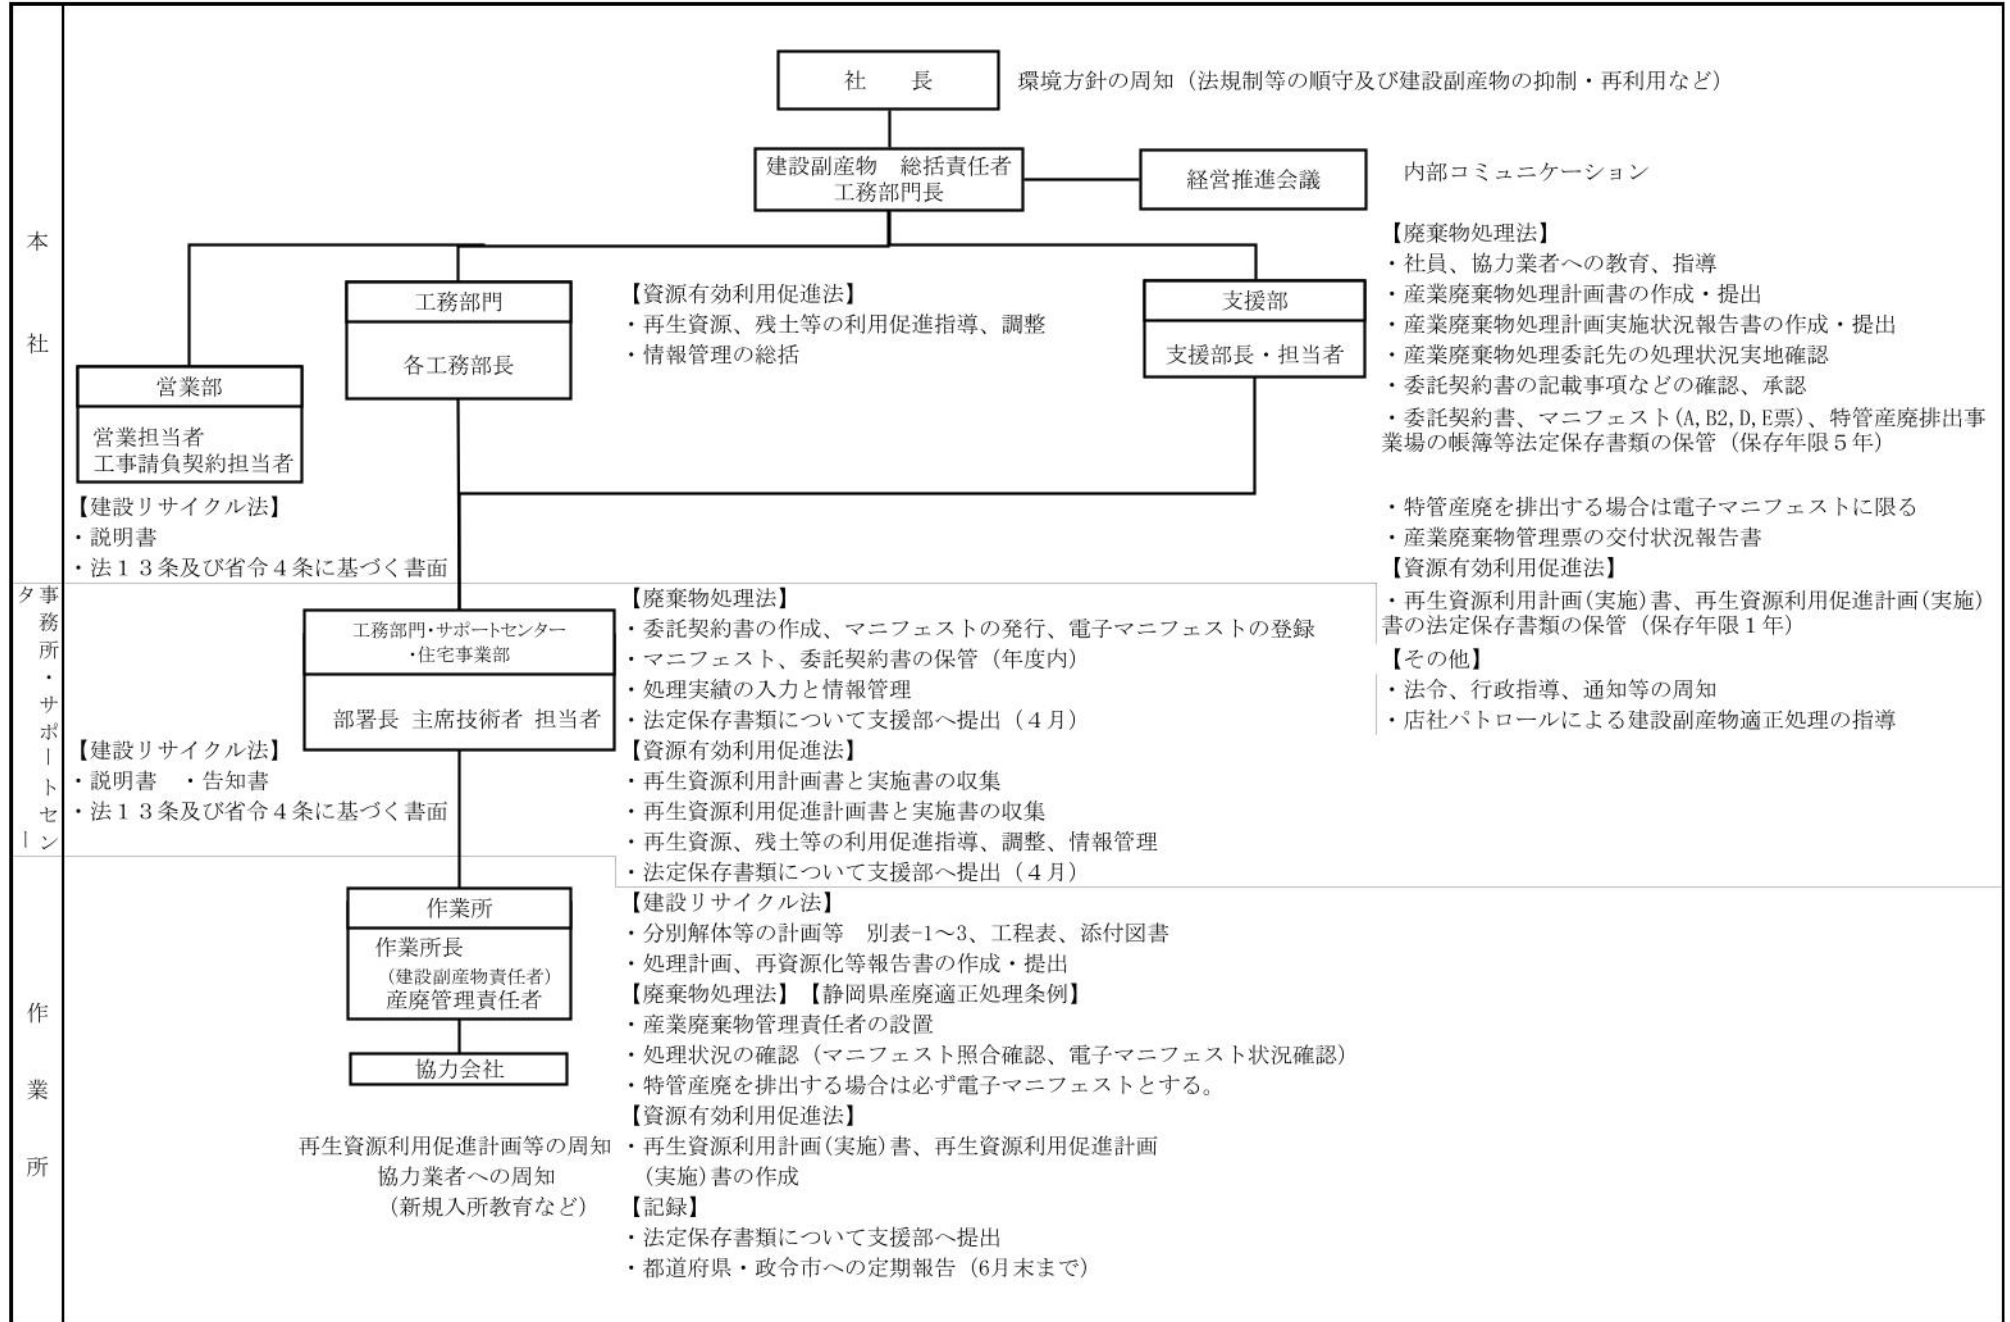 本社
社　　長
環境方針の周知（法規制等の順守及び建設副産物の抑制・再利用など）
建設副産物　総括責任者
工務部門長
経営推進会議
内部コミュニケーション
工務部門
各工務部長
【資源有効利用促進法】
・再生資源、残土等の利用促進指導、調整
・情報管理の総括
支援部
支援部長・担当者
営業部
営業担当者
工事請負契約担当者
【建設リサイクル法】
・説明書
・法１３条及び省令４条に基づく書面
【廃棄物処理法】
・社員、協力業者への教育、指導
・産業廃棄物処理計画書の作成・提出
・産業廃棄物処理計画実施状況報告書の作成・提出
・産業廃棄物処理委託先の処理状況実地確認
・委託契約書の記載事項などの確認、承認
・委託契約書、マニフェスト(A,B2,D,E票)、特管産廃排出事
業場の帳簿等法定保存書類の保管（保存年限５年）
・特管産廃を排出する場合は電子マニフェストに限る
・産業廃棄物管理票の交付状況報告書
【資源有効利用促進法】
・再生資源利用計画(実施)書、再生資源利用促進計画(実施)
書の法定保存書類の保管（保存年限１年）
【その他】
・法令、行政指導、通知等の周知
・店社パトロールによる建設副産物適正処理の指導
事務所・サポートセン
ター
工務部門・サポートセンター
・住宅事業部
部署長 主席技術者 担当者
【建設リサイクル法】
・説明書　・告知書
・法１３条及び省令４条に基づく書面
【廃棄物処理法】
・委託契約書の作成、マニフェストの発行、電子マニフェストの登録
・マニフェスト、委託契約書の保管（年度内）
・処理実績の入力と情報管理
・法定保存書類について支援部へ提出（４月）
【資源有効利用促進法】
・再生資源利用計画書と実施書の収集
・再生資源利用促進計画書と実施書の収集
・再生資源、残土等の利用促進指導、調整、情報管理
・法定保存書類について支援部へ提出（４月）
作業所
作業所
作業所長
（建設副産物責任者）
産廃管理責任者
協力会社
再生資源利用促進計画等の周知
協力業者への周知
（新規入所教育など）
【建設リサイクル法】
・分別解体等の計画等　別表-1～3、工程表、添付図書
・処理計画、再資源化等報告書の作成・提出
【廃棄物処理法】【静岡県産廃適正処理条例】
・産業廃棄物管理責任者の設置
・処理状況の確認（マニフェスト照合確認、電子マニフェスト状況確認）
・特管産廃を排出する場合は必ず電子マニフェストとする。
【資源有効利用促進法】
・再生資源利用計画(実施)書、再生資源利用促進計画
(実施)書の作成
【記録】
・法定保存書類について支援部へ提出
・都道府県・政令市への定期報告（6月末まで）